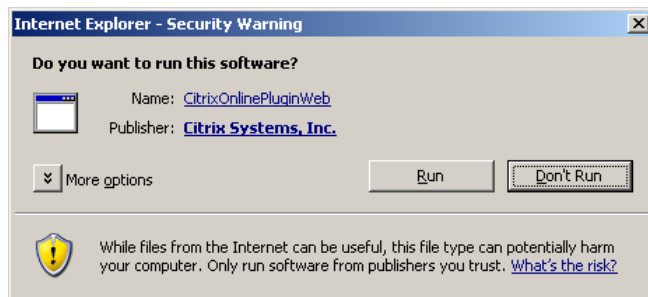 Internet Explorer - Security Warning
Do you want to run this software?
Name: CitrixOnlinePluginWeb
Publisher: Citrix Systems, Inc.
More options
Run
Don't Run
While files from the Internet can be useful, this file type can potentially harm
your computer. Only run software from publishers you trust. What's the risk?